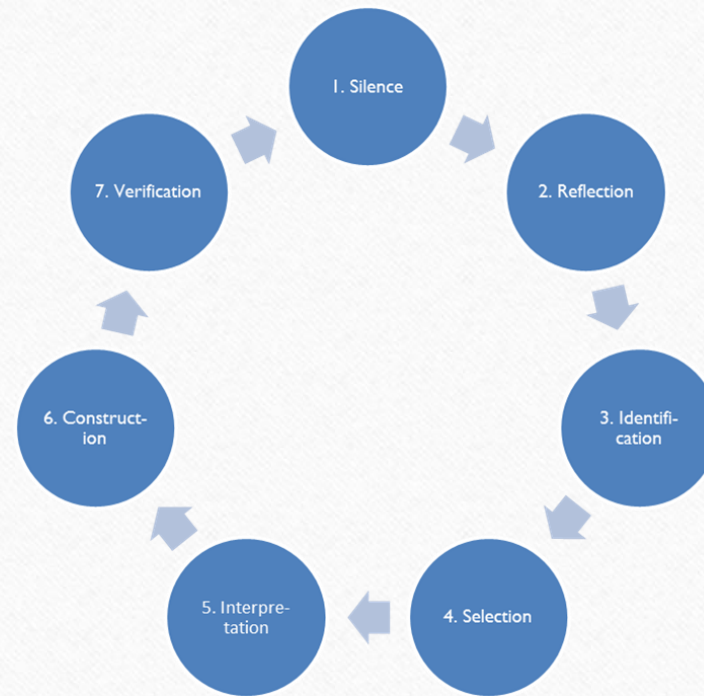 1. Silence
2. Reflection
3. Identifi-
cation
4. Selection
5. Interpre-
tation
6. Construct-
ion
7. Verification